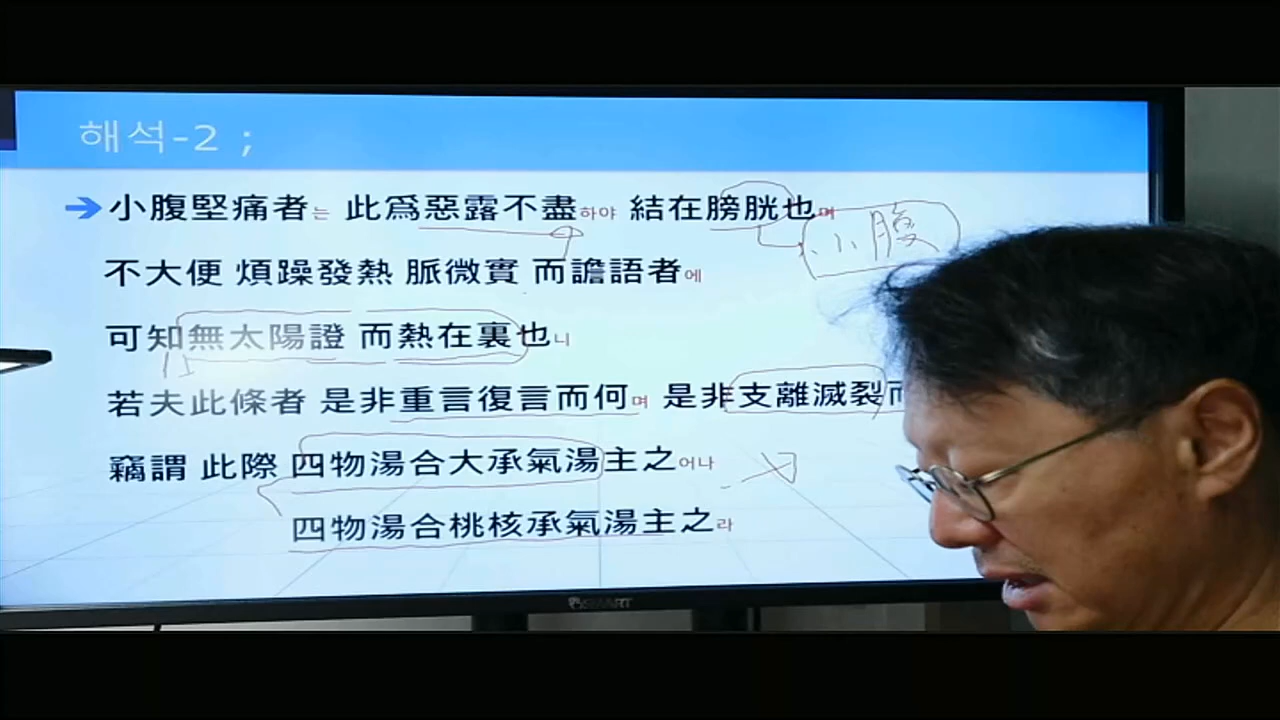 해석-2 ;
小腹堅痛者는 此爲惡露不盡하야 結在膀胱也며
小腹
不大便 煩躁發熱 脈微實 而譫語者에
可知無太陽證 而熱在裏也니
若夫此條者 是非重言復言而何며 是非支離滅裂而
竊謂 此際 四物湯合大承氣湯主之어나
四物湯合桃核承氣湯主之라
SMART